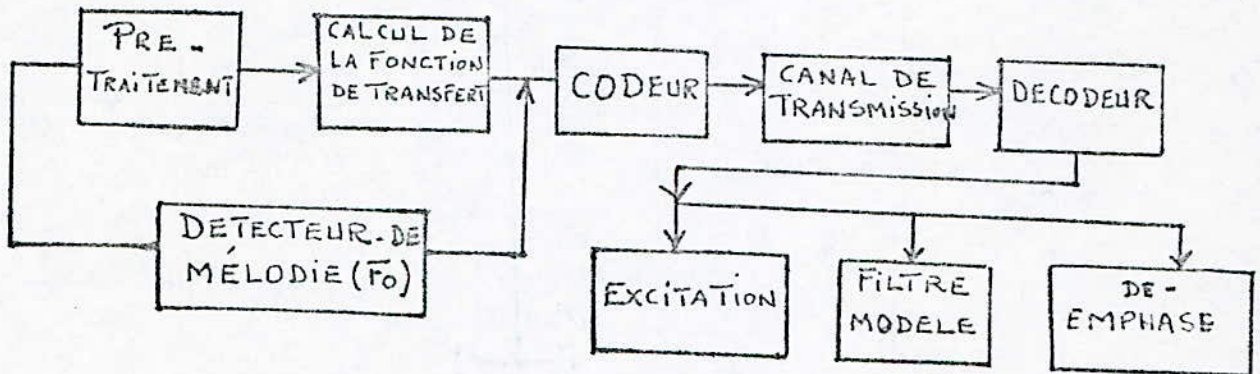 PRE-
TRAITEMENT
CALCUL DE
LA FONCTION
DE TRANSFERT
CODEUR
CANAL DE
TRANSMISSION
DECODEUR
DETECTEUR-DE
MÉLODIE (Fo)
EXCITATION
FILTRE
MODELE
DE-
EMPHASE